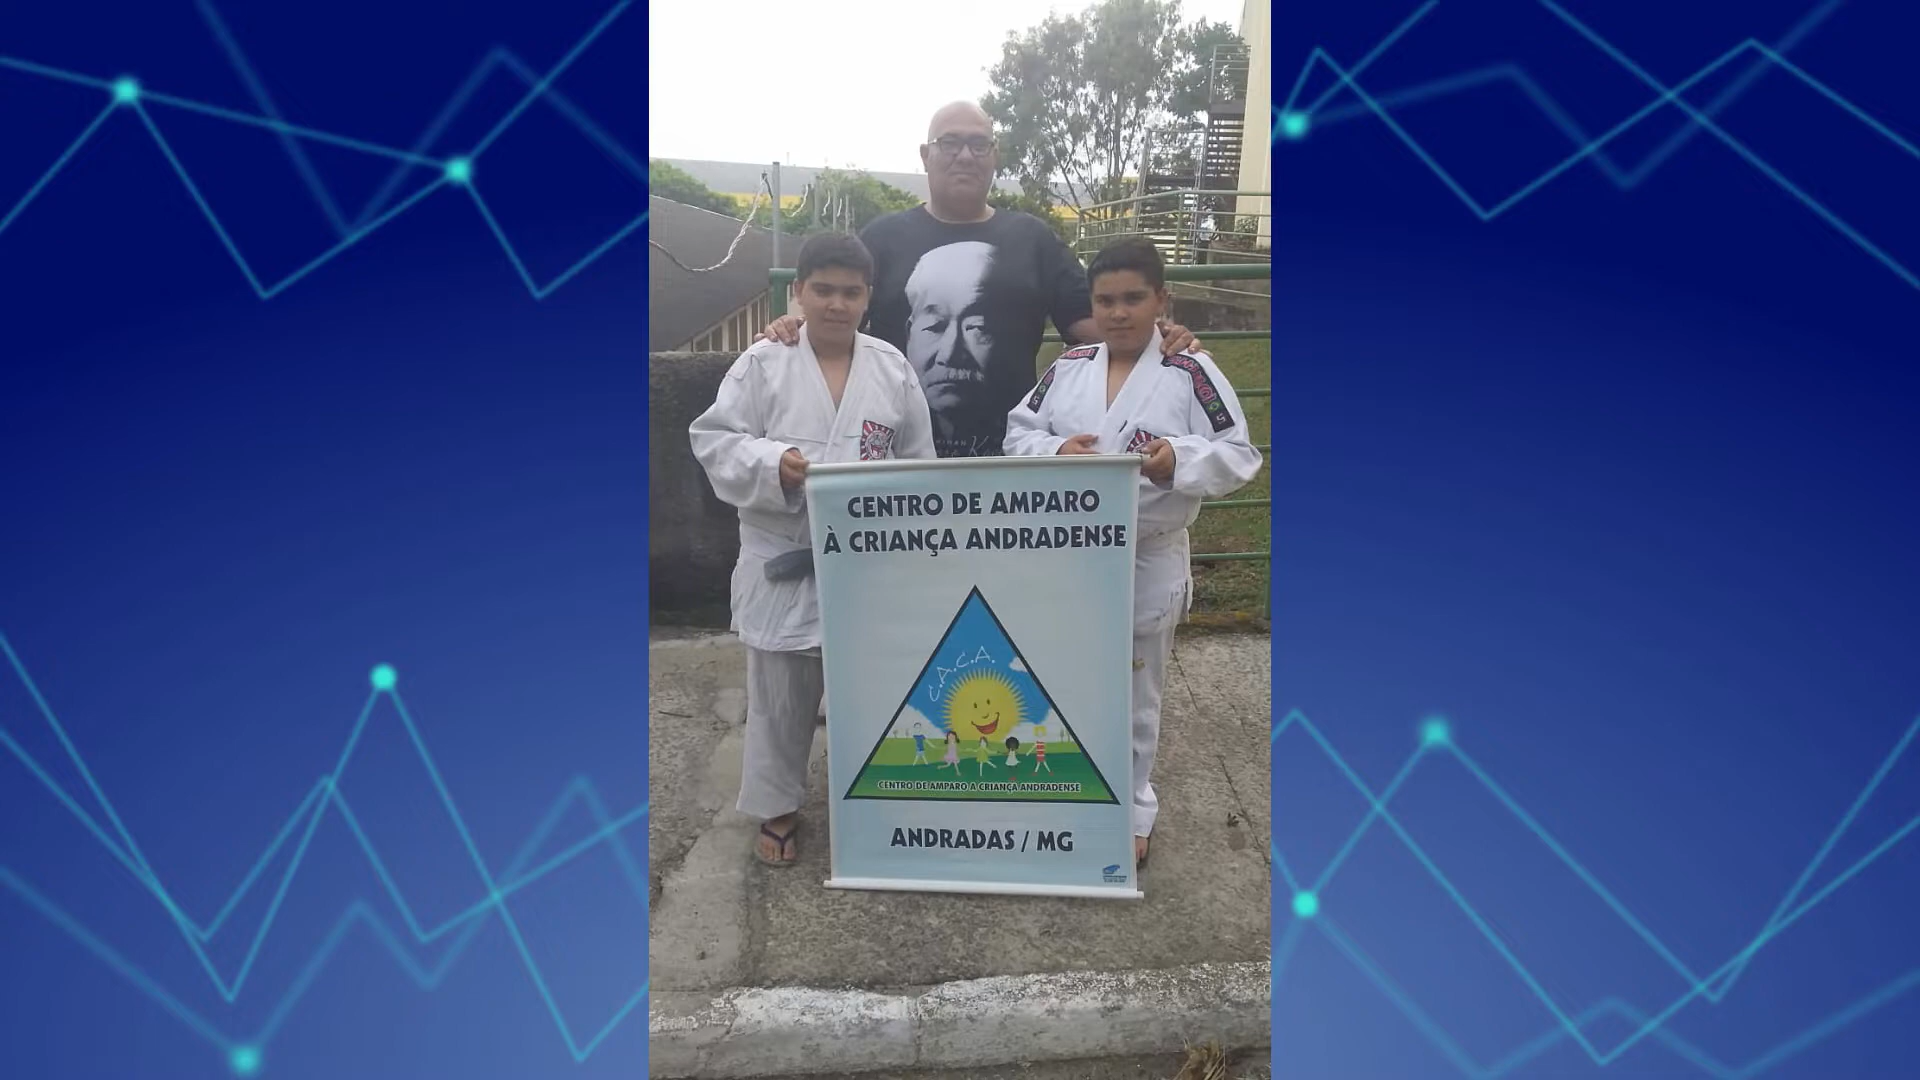 CENTRO DE AMPARO
À CRIANÇA ANDRADENSE
C.A.C.A.
CENTRO DE AMPARO A CRIANÇA ANDRADENSE
ANDRADAS / MG